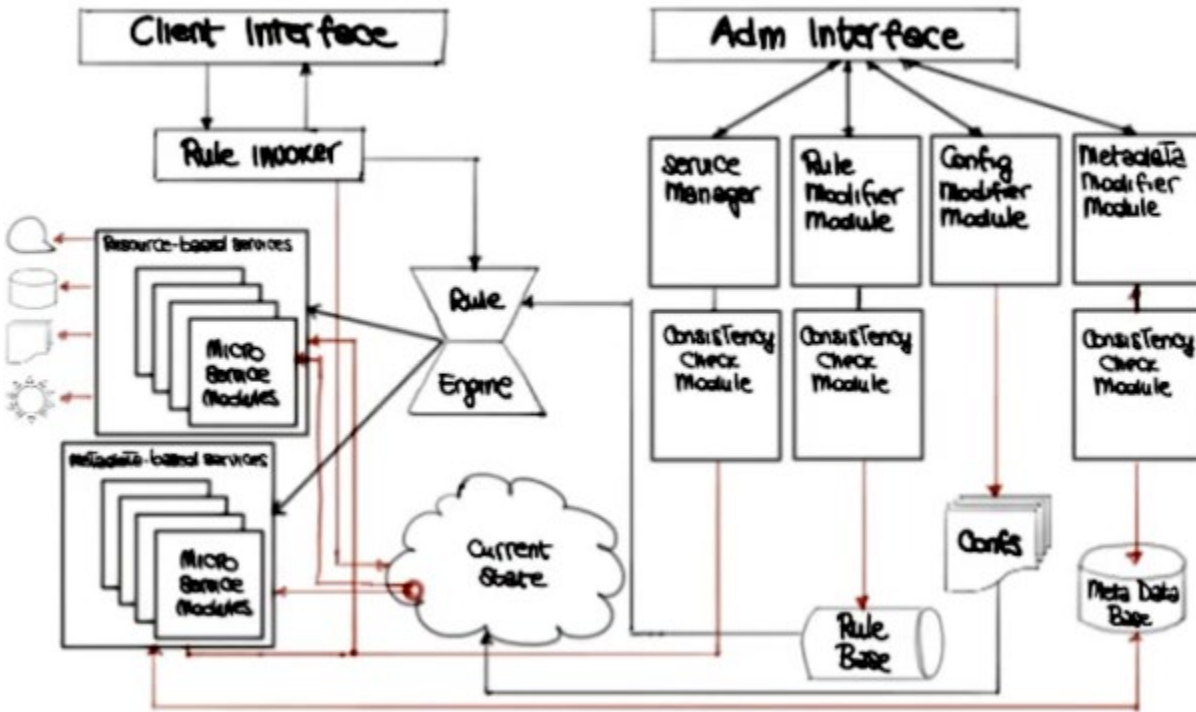 Client Interface
Adm Interface
Rule Invoker
Service
Manager
Rule
Modifier
Module
Config
Modifier
Module
Metadata
Modifier
Module
Resource-based services
Micro
Service
Modules
Rule
Engine
Consistency
Check
Module
Consistency
Check
Module
Consistency
Check
Module
Metadata-based services
Micro
Service
Modules
Current
State
Confs
Rule
Base
Meta Data
Base